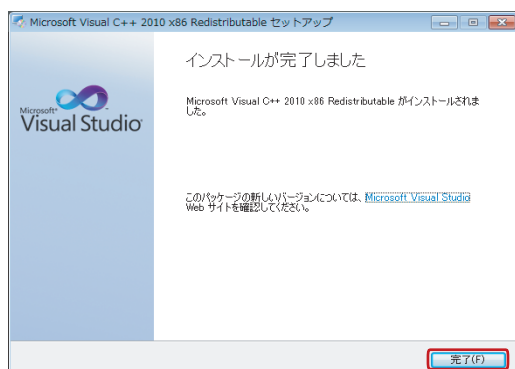 Microsoft Visual C++ 2010 x86 Redistributable セットアップ
インストールが完了しました
Microsoft Visual C++ 2010 x86 Redistributable がインストールされま
した。
Microsoft®
Visual Studio®
このパッケージの新しいバージョンについては、Microsoft Visual Studio
Web サイトを確認してください。
完了(F)